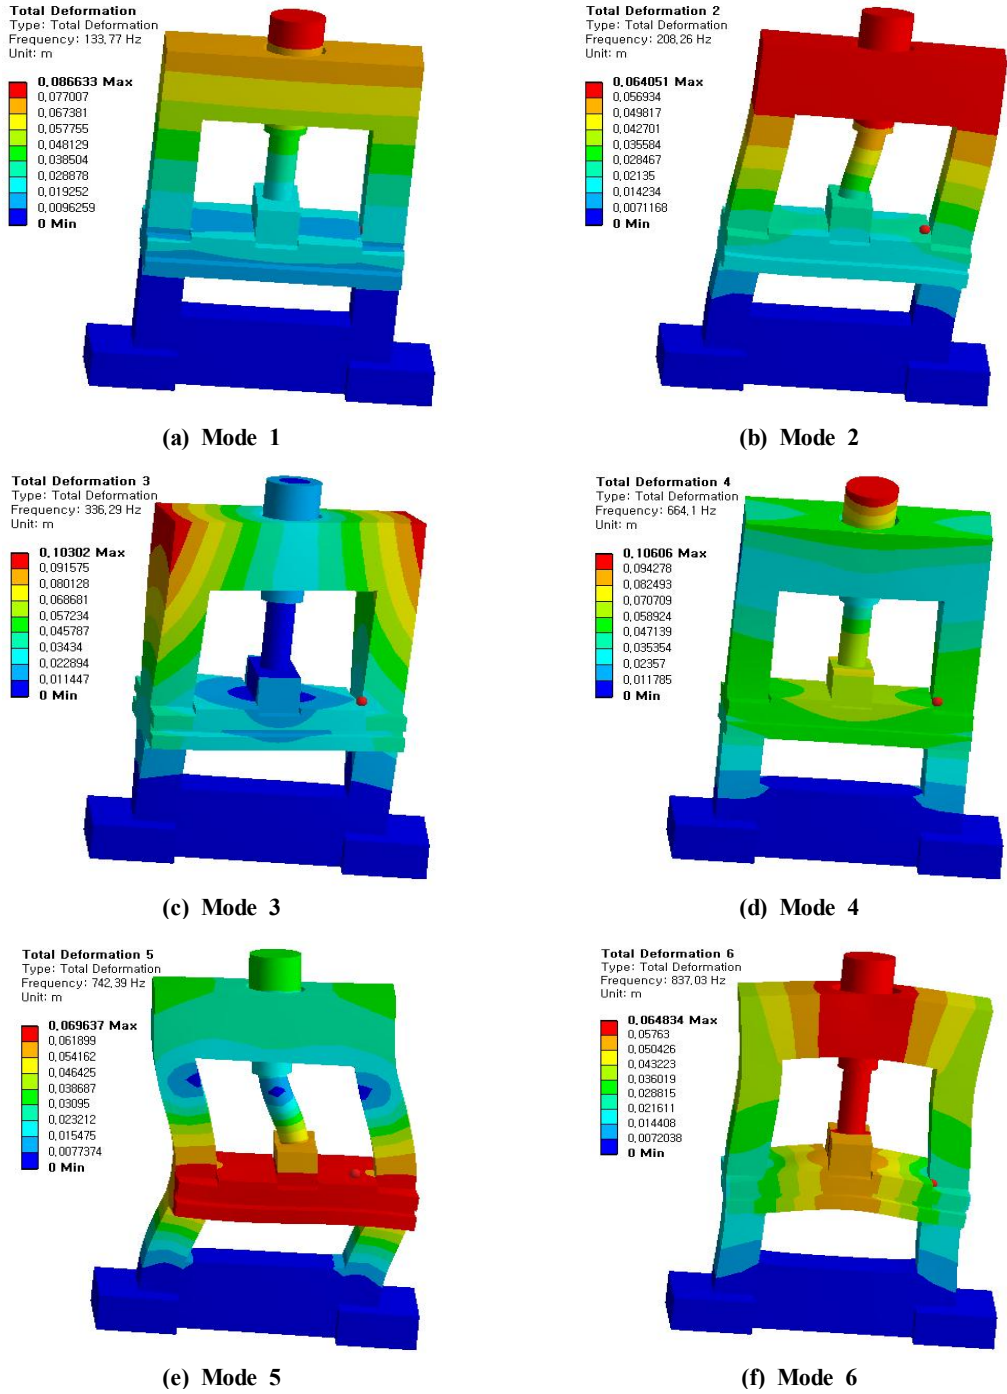 Total Deformation
Type: Total Deformation
Frequency: 133,77 Hz
Unit: m
0,086633 Max
0,077007
0,067381
0,057755
0,048129
0,038504
0,028878
0,019252
0,0096259
0 Min
(a) Mode 1
Total Deformation 2
Type: Total Deformation
Frequency: 208,26 Hz
Unit: m
0,064051 Max
0,056934
0,049817
0,042701
0,035584
0,028467
0,02135
0,014234
0,0071168
0 Min
(b) Mode 2
Total Deformation 3
Type: Total Deformation
Frequency: 336,29 Hz
Unit: m
0,10302 Max
0,091575
0,080128
0,068681
0,057234
0,045787
0,03434
0,022894
0,011447
0 Min
(c) Mode 3
Total Deformation 4
Type: Total Deformation
Frequency: 664,1 Hz
Unit: m
0,10606 Max
0,094278
0,082493
0,070709
0,058924
0,047139
0,035354
0,02357
0,011785
0 Min
(d) Mode 4
Total Deformation 5
Type: Total Deformation
Frequency: 742,39 Hz
Unit: m
0,069637 Max
0,061899
0,054162
0,046425
0,038687
0,03095
0,023212
0,015475
0,0077374
0 Min
(e) Mode 5
Total Deformation 6
Type: Total Deformation
Frequency: 837,03 Hz
Unit: m
0,064834 Max
0,05763
0,050426
0,043223
0,036019
0,028815
0,021611
0,014408
0,0072038
0 Min
(f) Mode 6